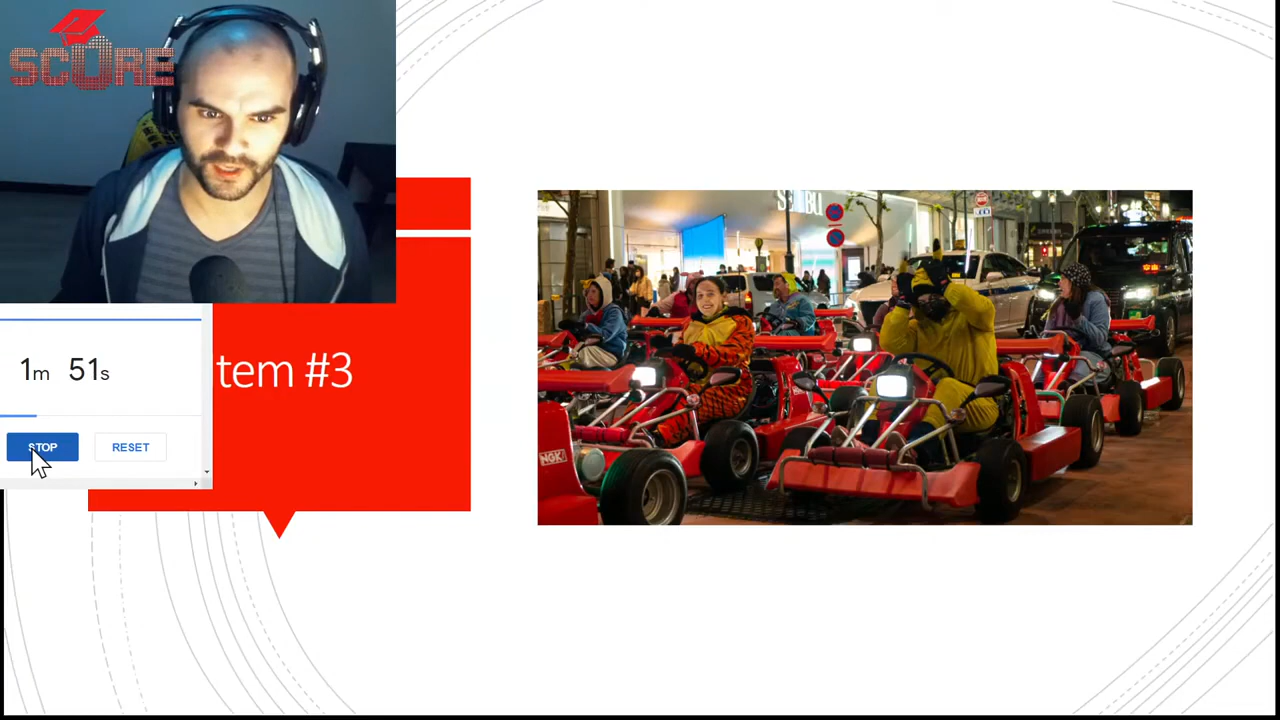 SCORE
1m 51s
tem #3
STOP
RESET
NGK